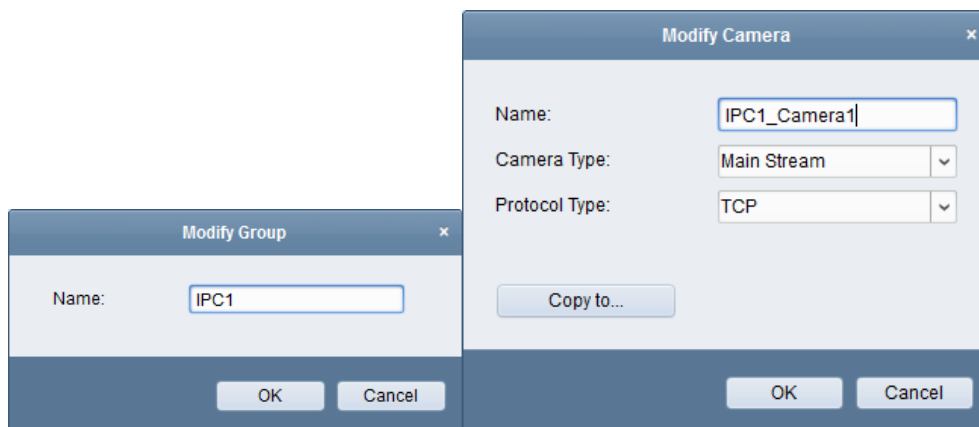 Modify Group
×
Name: IPC1
OK Cancel
Modify Camera
×
Name: IPC1_Camera1
Camera Type: Main Stream
Protocol Type: TCP
Copy to...
OK Cancel